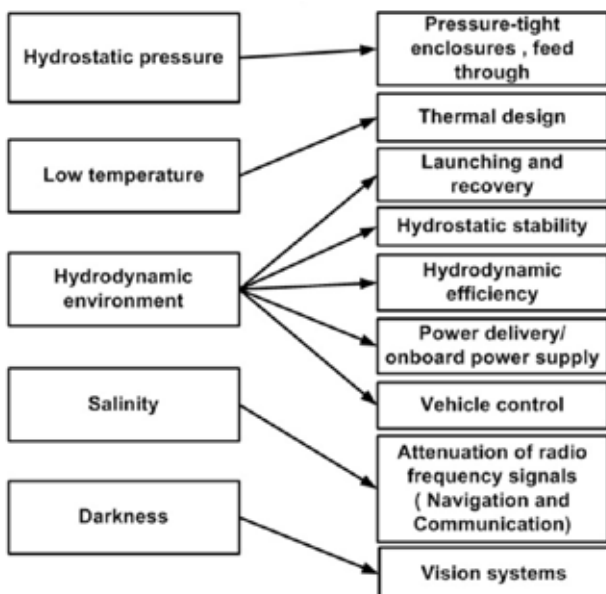 Hydrostatic pressure
Pressure-tight
enclosures , feed
through
Low temperature
Thermal design
Launching and
recovery
Hydrodynamic
environment
Hydrostatic stability
Hydrodynamic
efficiency
Power delivery/
onboard power supply
Salinity
Vehicle control
Attenuation of radio
frequency signals
( Navigation and
Communication)
Darkness
Vision systems